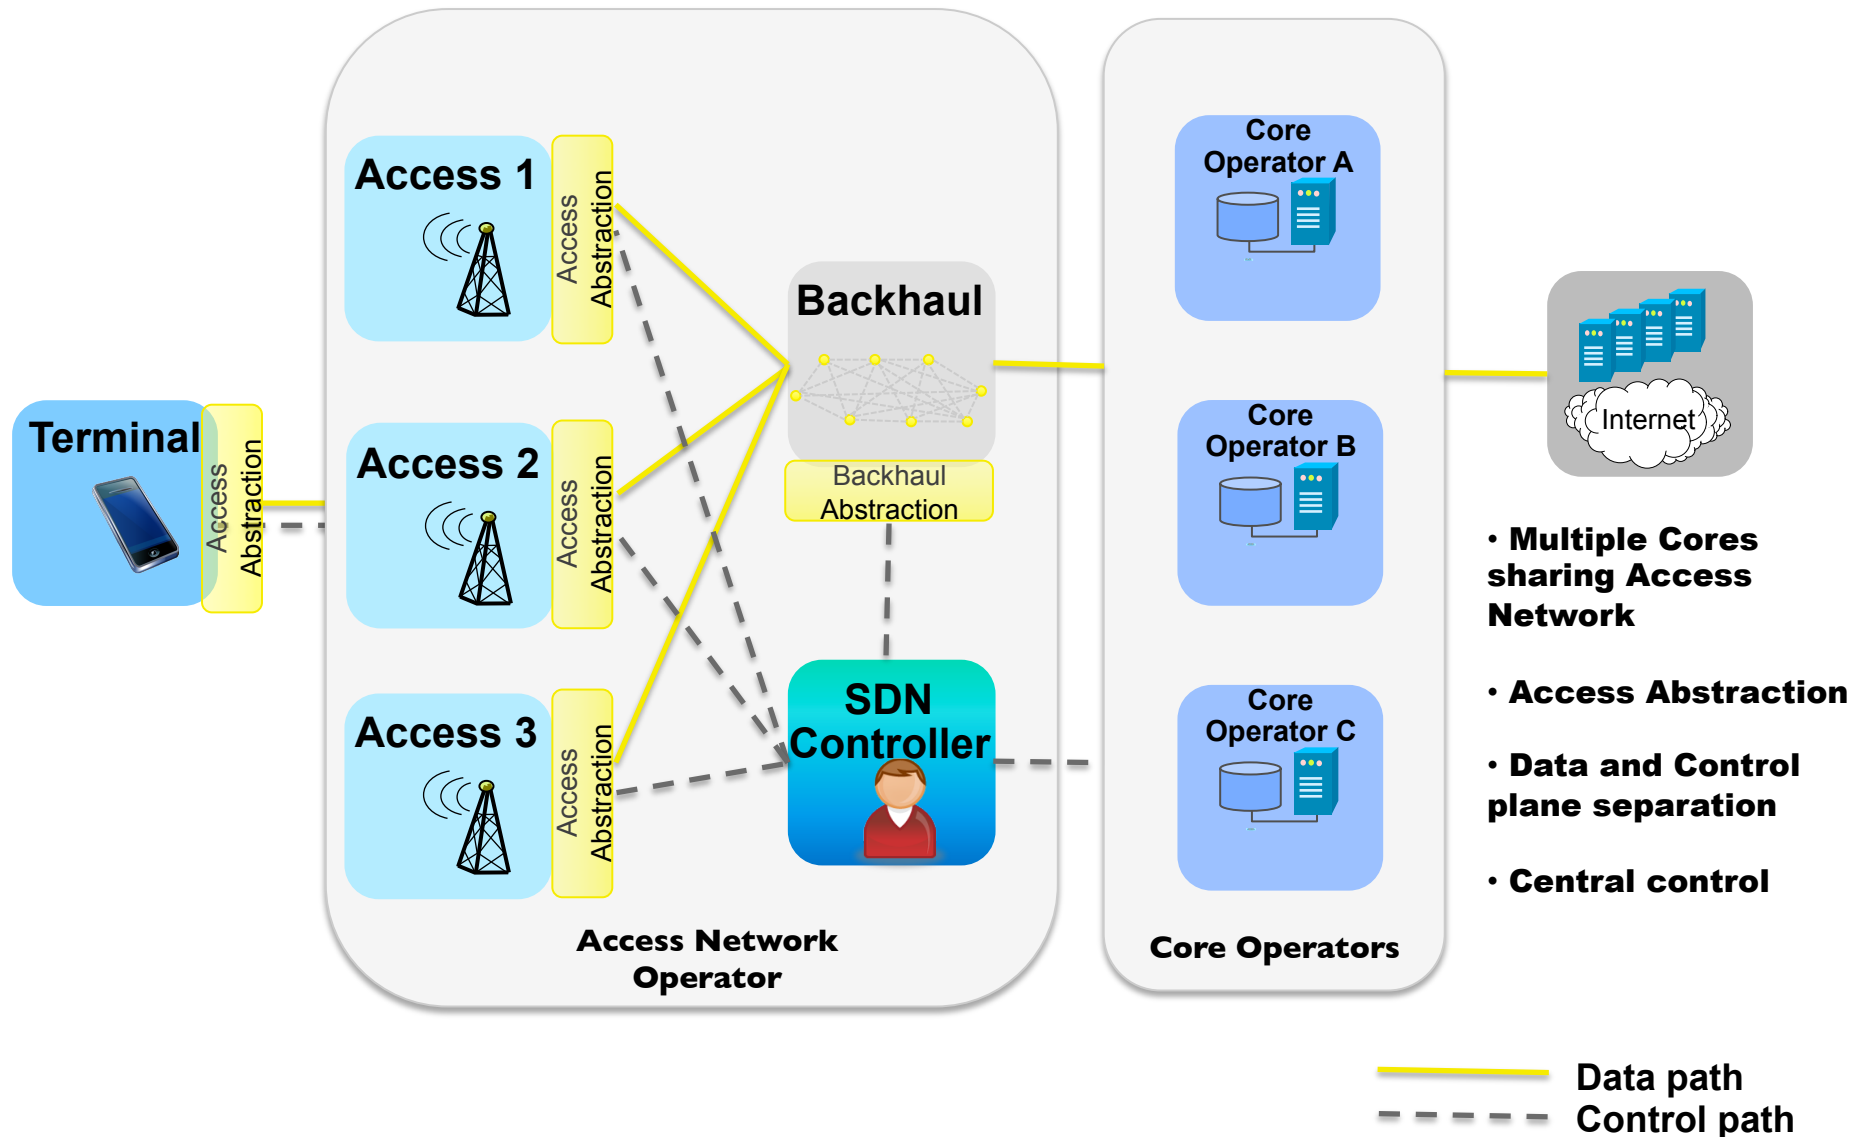 Terminal
Access
Abstraction
Access 1
Access
Abstraction
Access 2
Access
Abstraction
Access 3
Access
Abstraction
Backhaul
Backhaul
Abstraction
SDN
Controller
Access Network
Operator
Core
Operator A
Core
Operator B
Core
Operator C
Core Operators
Internet
• Multiple Cores
sharing Access
Network
• Access Abstraction
• Data and Control
plane separation
• Central control
Data path
Control path